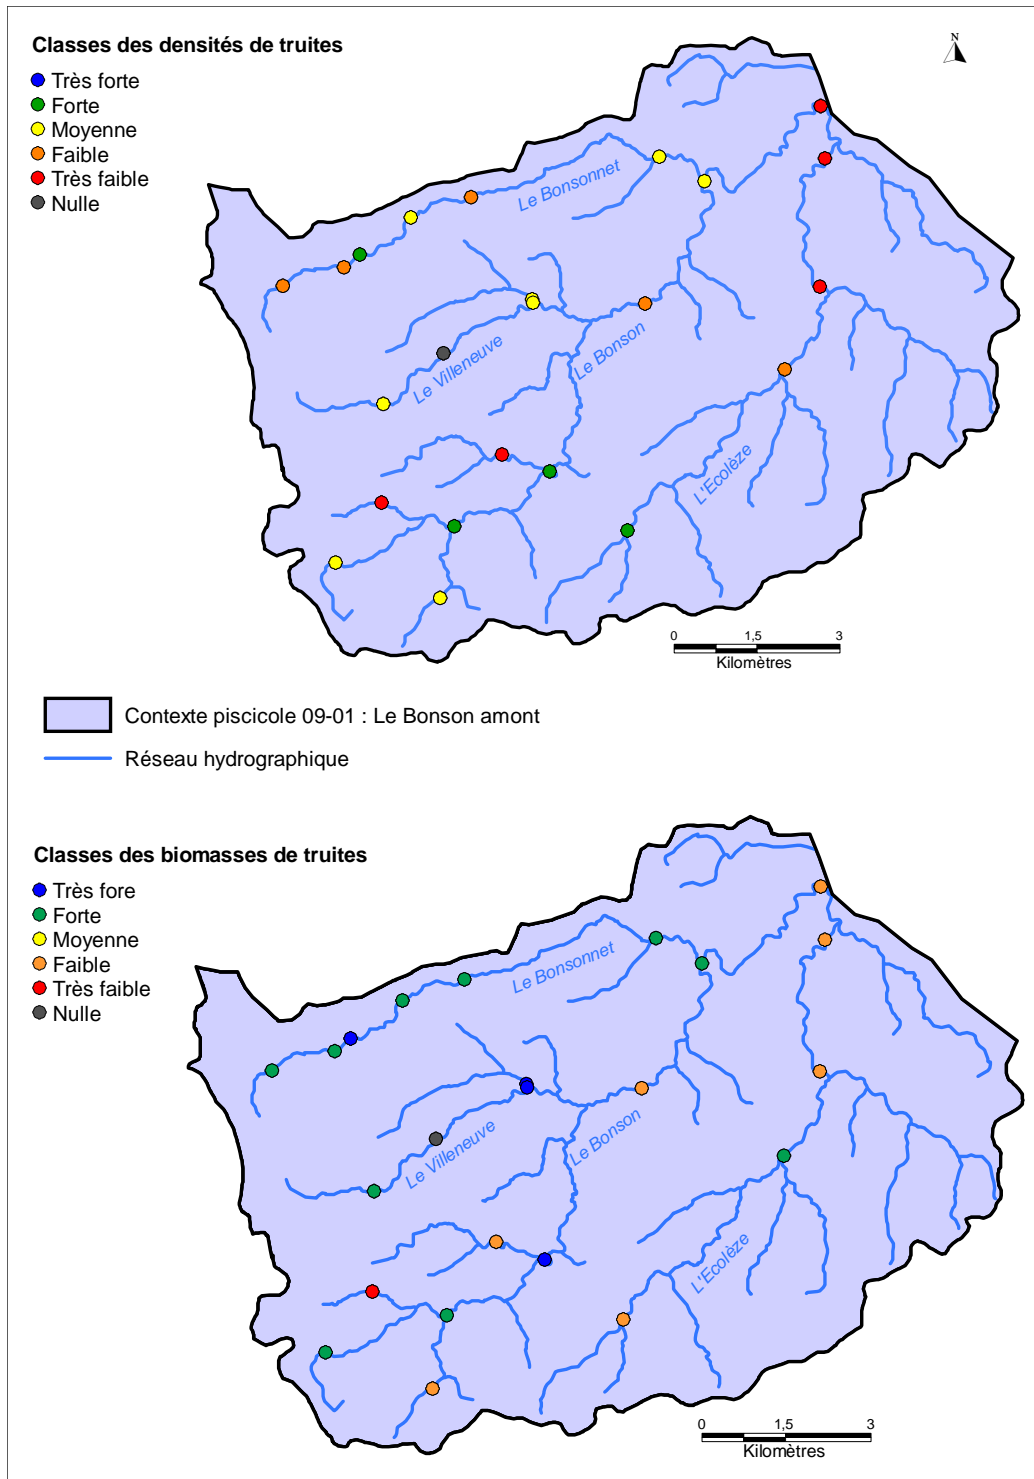 Classes des densités de truites
N
Très forte
Forte
Moyenne
Faible
Très faible
Nulle
Le Bonsonnet
Le Villeneuve
Le Bonson
L'Ecolèze
0 1,5 3
Kilomètres
Contexte piscicole 09-01 : Le Bonson amont
Réseau hydrographique
Classes des biomasses de truites
Très fore
Forte
Moyenne
Faible
Très faible
Nulle
Le Bonsonnet
Le Villeneuve
Le Bonson
L'Ecolèze
0 1,5 3
Kilomètres